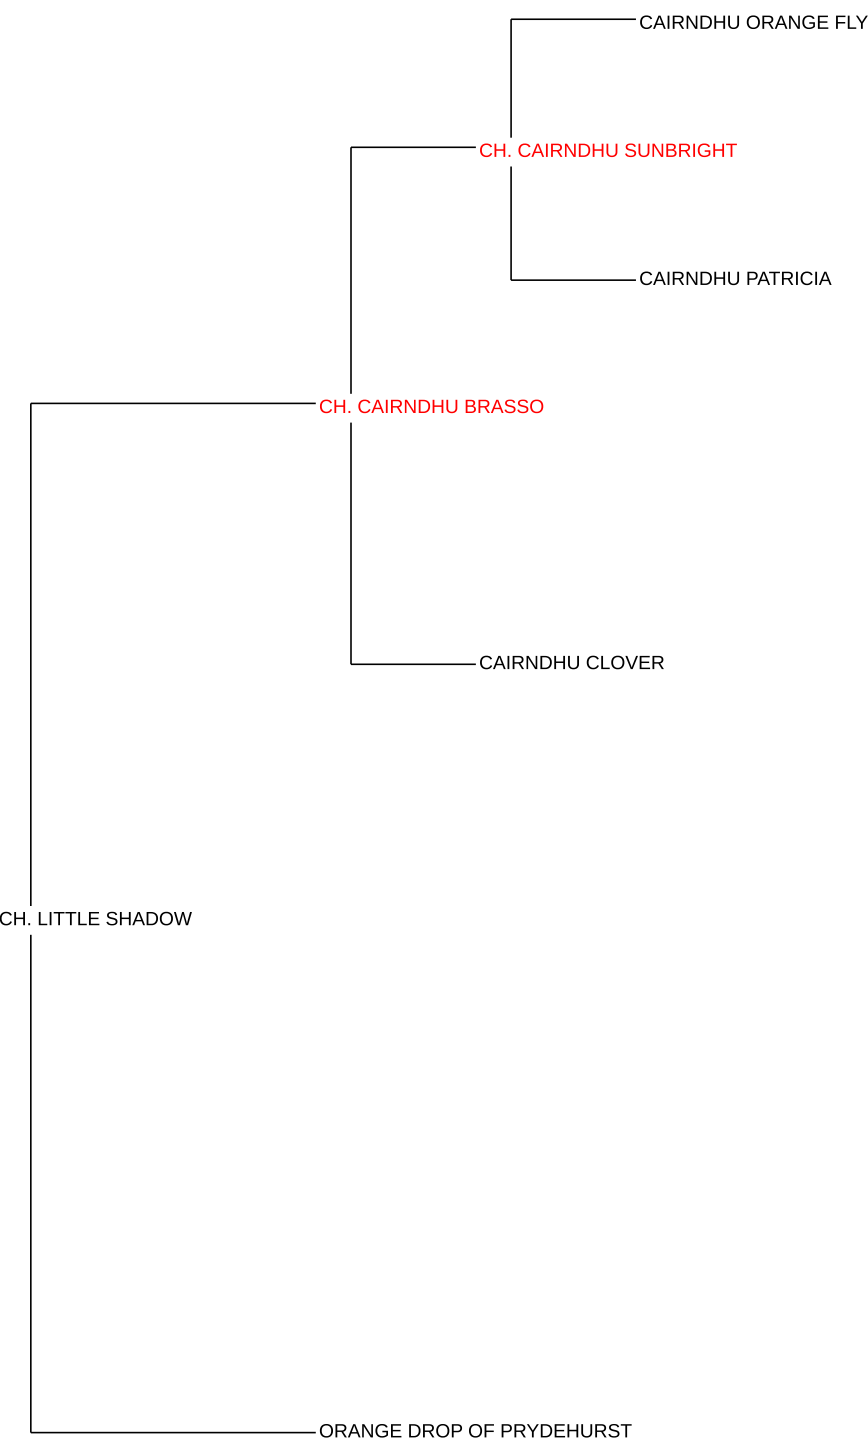 CAIRNDHU ORANGE FLY
CH. CAIRNDHU SUNBRIGHT
CAIRNDHU PATRICIA
CH. CAIRNDHU BRASSO
CAIRNDHU CLOVER
CH. LITTLE SHADOW
ORANGE DROP OF PRYDEHURST